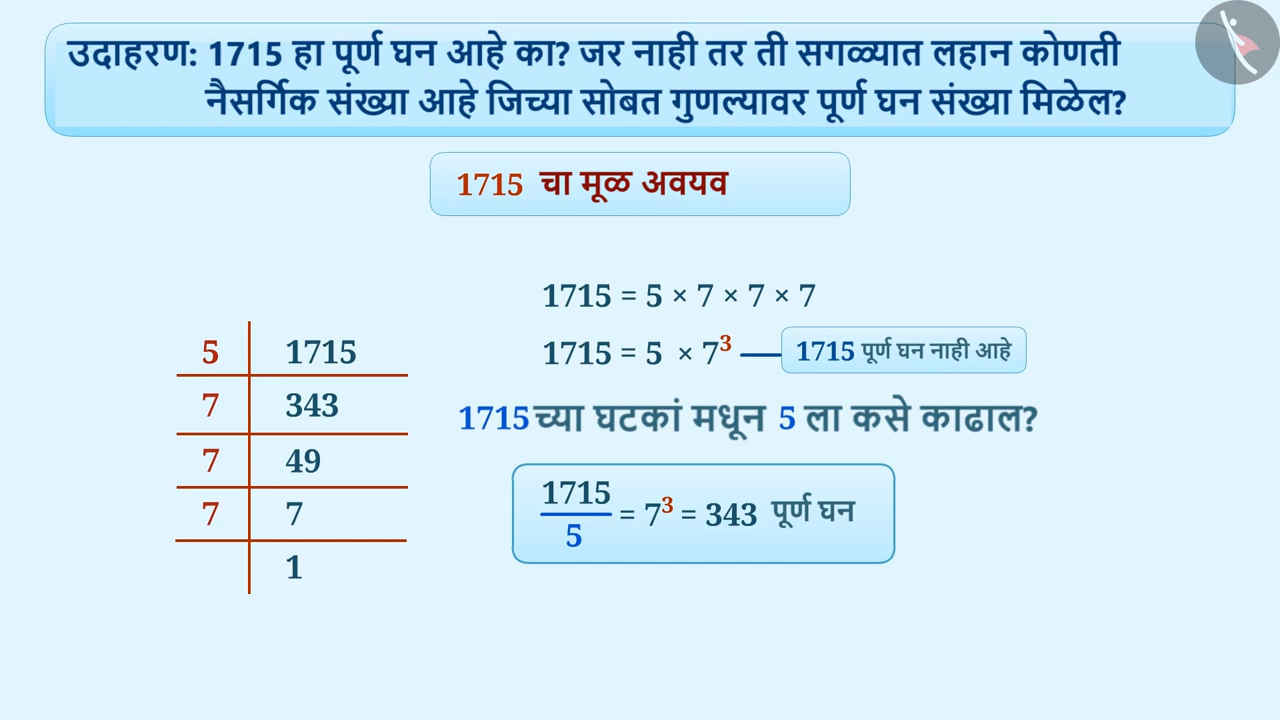 उदाहरण: 1715 हा पूर्ण घन आहे का? जर नाही तर ती सगळ्यात लहान कोणती
नैसर्गिक संख्या आहे जिच्या सोबत गुणल्यावर पूर्ण घन संख्या मिळेल?
1715 चा मूळ अवयव
5 1715
7 343
7 49
7 7
1
1715 = 5 × 7 × 7 × 7
1715 = 5 × 7³ — 1715 पूर्ण घन नाही आहे
1715 च्या घटकां मधून 5 ला कसे काढाल?
1715/5 = 7³ = 343 पूर्ण घन